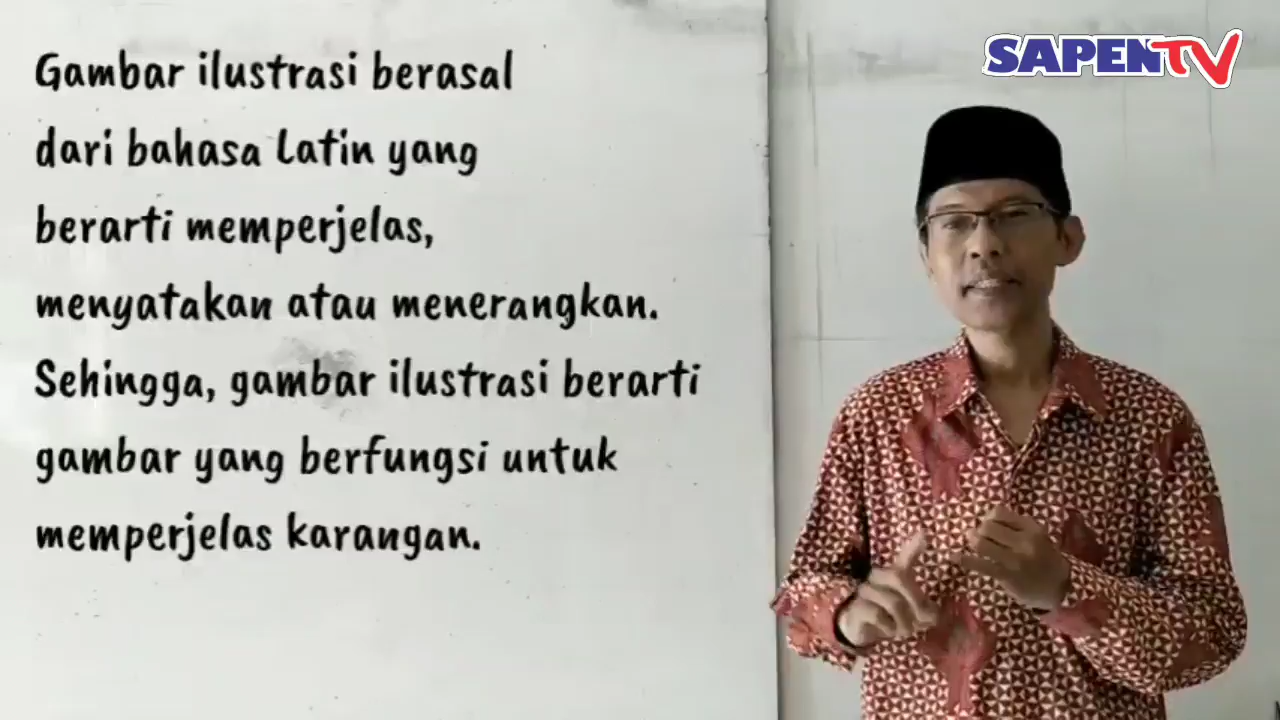 SAPENTV
Gambar ilustrasi berasal
dari bahasa Latin yang
berarti memperjelas,
menyatakan atau menerangkan.
Sehingga, gambar ilustrasi berarti
gambar yang berfungsi untuk
memperjelas karangan.